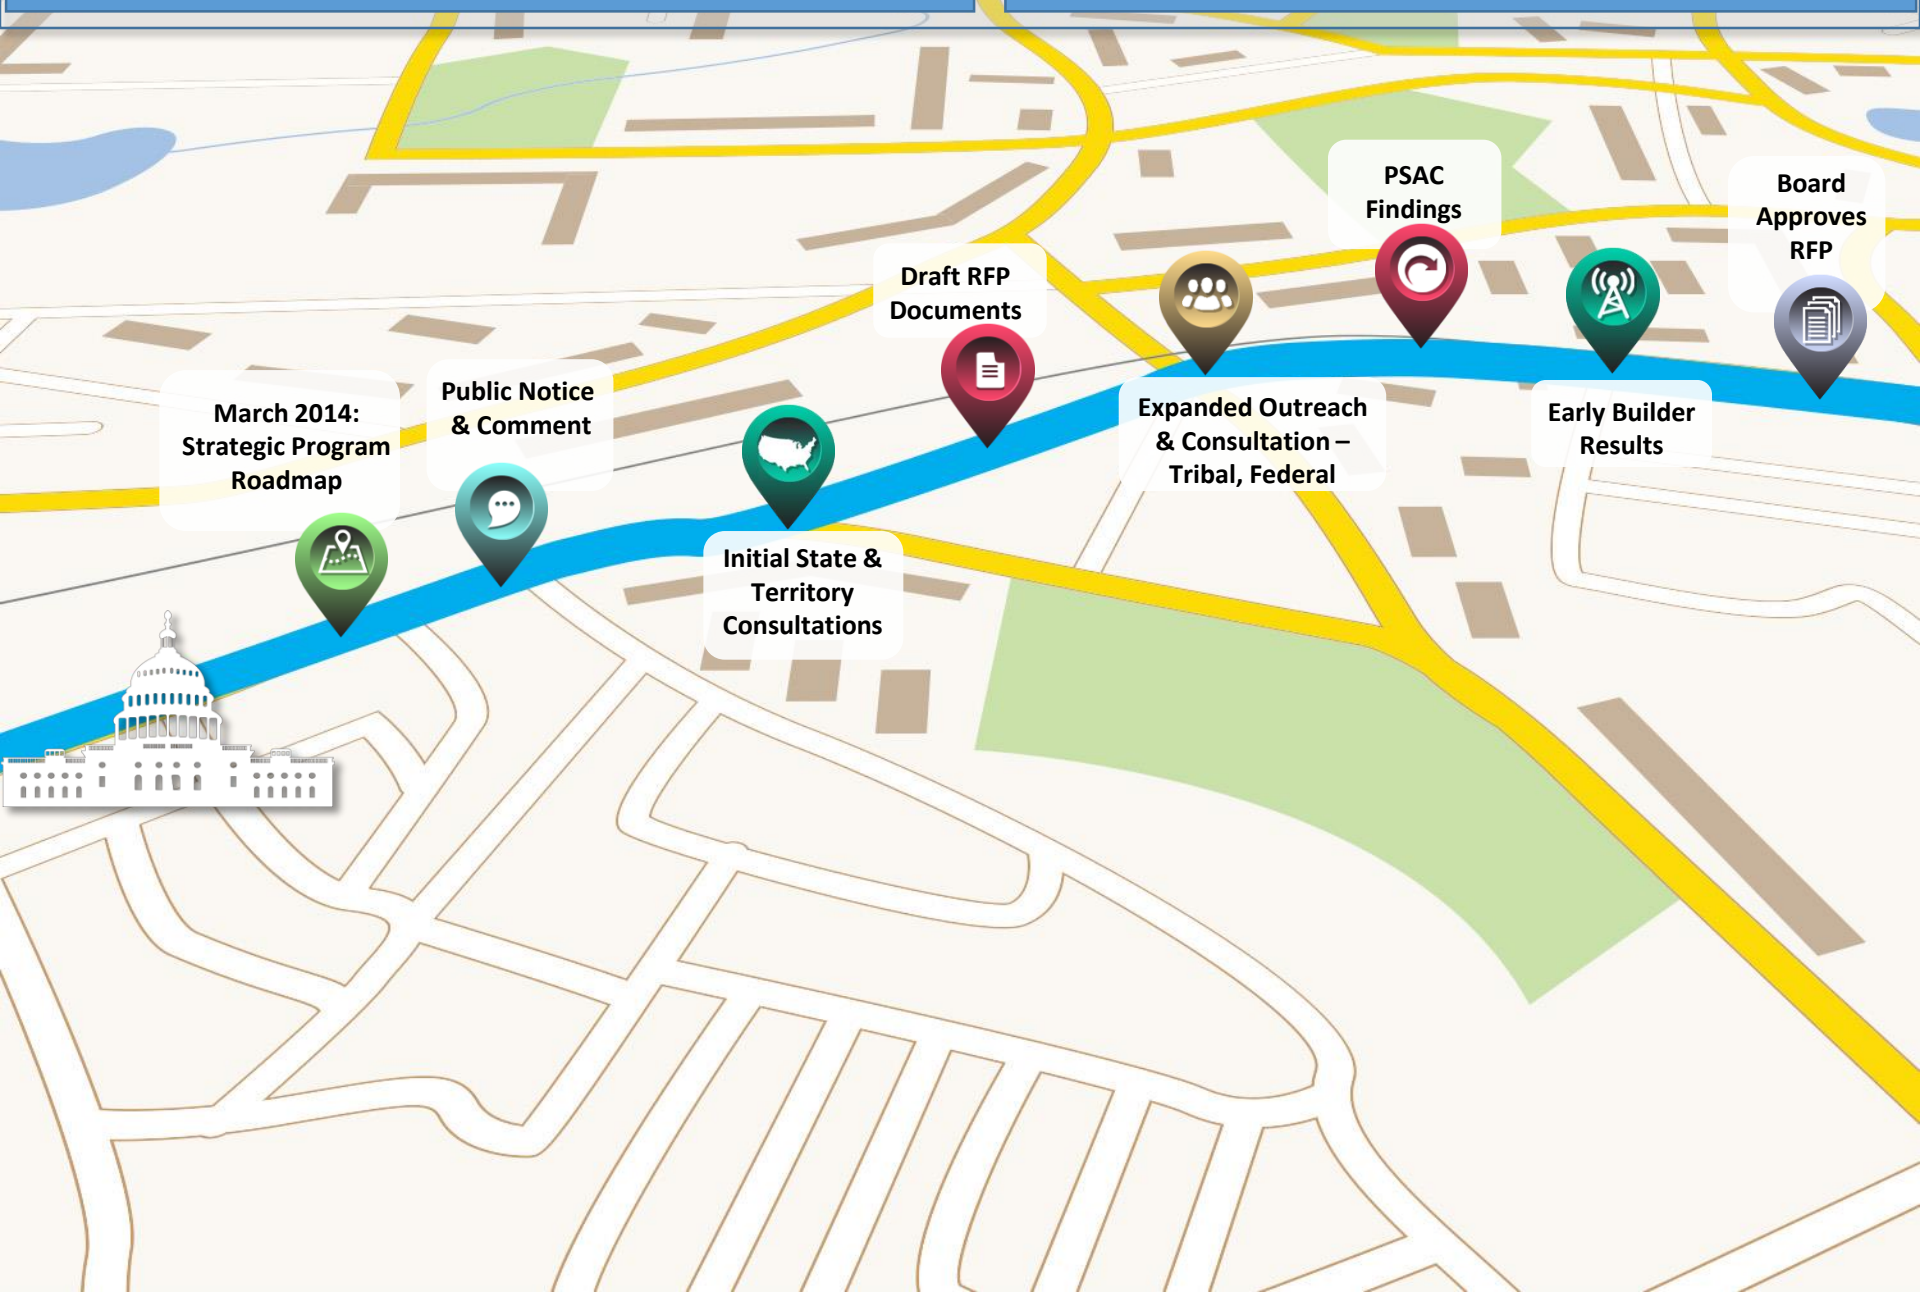 March 2014:
Strategic Program
Roadmap
Public Notice
& Comment
Initial State &
Territory
Consultations
Draft RFP
Documents
Expanded Outreach
& Consultation –
Tribal, Federal
PSAC
Findings
Early Builder
Results
Board
Approves
RFP